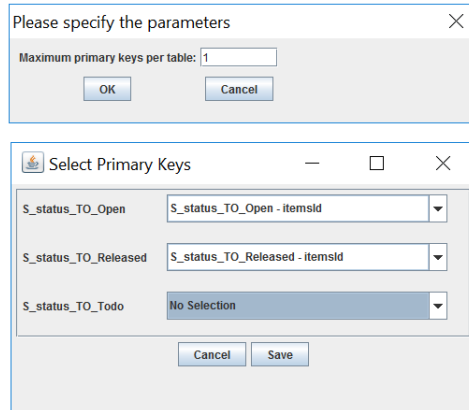 Please specify the parameters
Maximum primary keys per table: 1
OK Cancel
Select Primary Keys
S_status_TO_Open S_status_TO_Open - itemsId
S_status_TO_Released S_status_TO_Released - itemsId
S_status_TO_Todo No Selection
Cancel Save